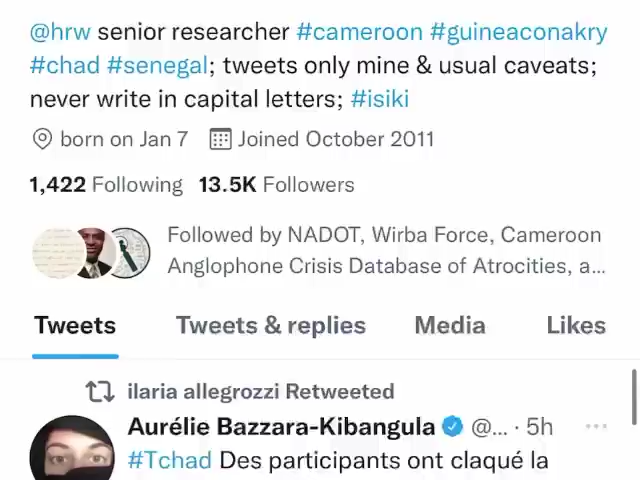 @hrw senior researcher #cameroon #guineaconakry
#chad #senegal; tweets only mine & usual caveats;
never write in capital letters; #isiki
born on Jan 7 Joined October 2011
1,422 Following 13.5K Followers
Followed by NADOT, Wirba Force, Cameroon
Anglophone Crisis Database of Atrocities, a...
Tweets Tweets & replies Media Likes
ilaria allegrozzi Retweeted
Aurélie Bazzara-Kibangula @... · 5h
#Tchad Des participants ont claqué la